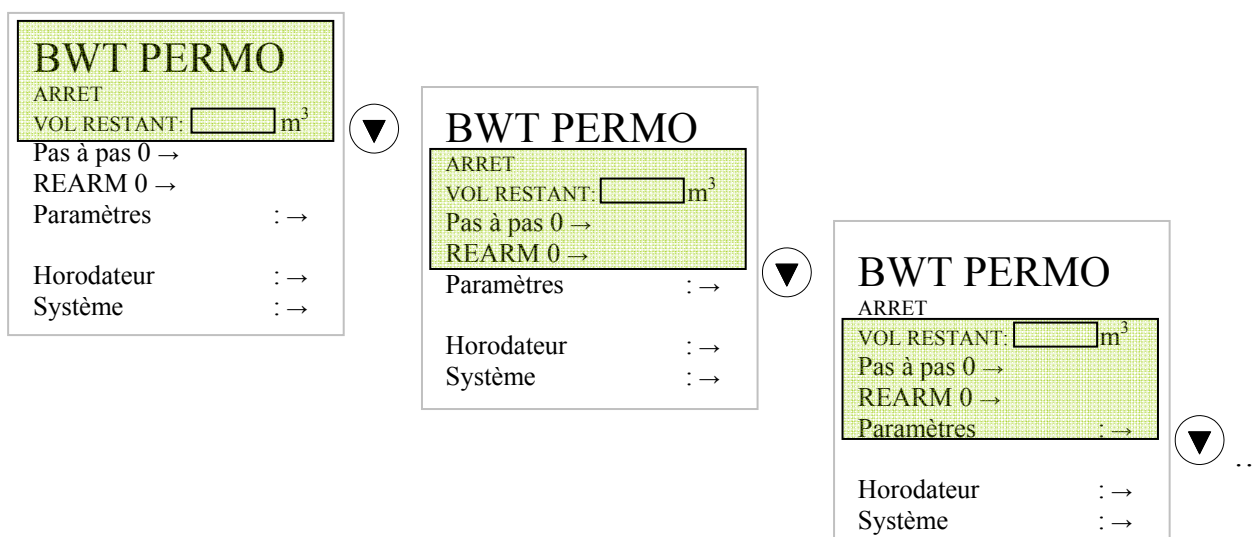 BWT PERMO
ARRET
VOL RESTANT: m³
Pas à pas 0 →
REARM 0 →
Paramètres : →
Horodateur : →
Système : →
▼
BWT PERMO
ARRET
VOL RESTANT: m³
Pas à pas 0 →
REARM 0 →
Paramètres : →
Horodateur : →
Système : →
▼
BWT PERMO
ARRET
VOL RESTANT: m³
Pas à pas 0 →
REARM 0 →
Paramètres : →
Horodateur : →
Système : →
▼ ..